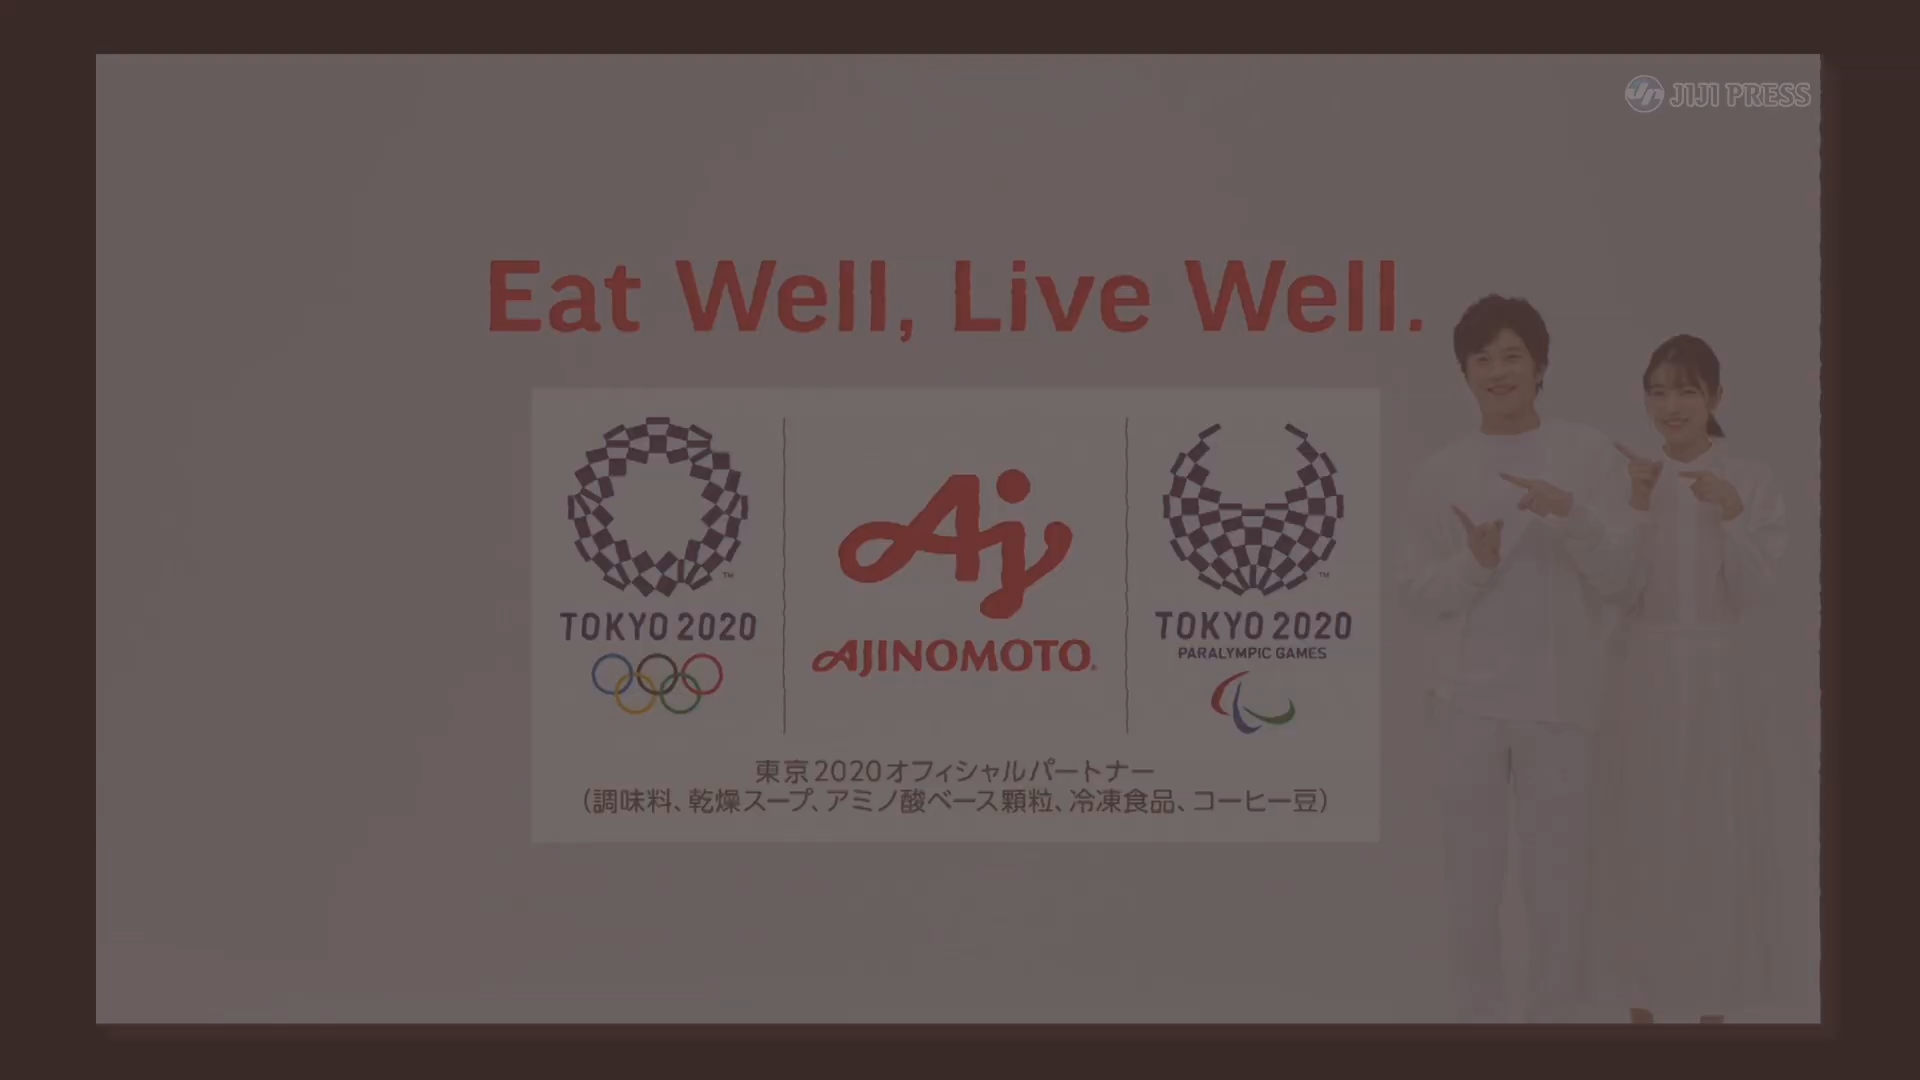 JIJI PRESS
Eat Well, Live Well.
TOKYO 2020
Aj
AJINOMOTO®
TOKYO 2020
PARALYMPIC GAMES
東京2020オフィシャルパートナー
（調味料、乾燥スープ、アミノ酸ベース顆粒、冷凍食品、コーヒー豆）